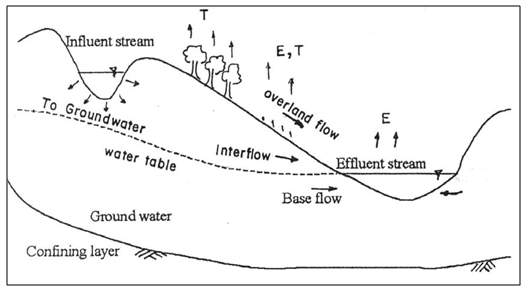 T
Influent stream
E, T
To Groundwater
overland flow
E
water table
Interflow
Effluent stream
Base flow
Ground water
Confining layer